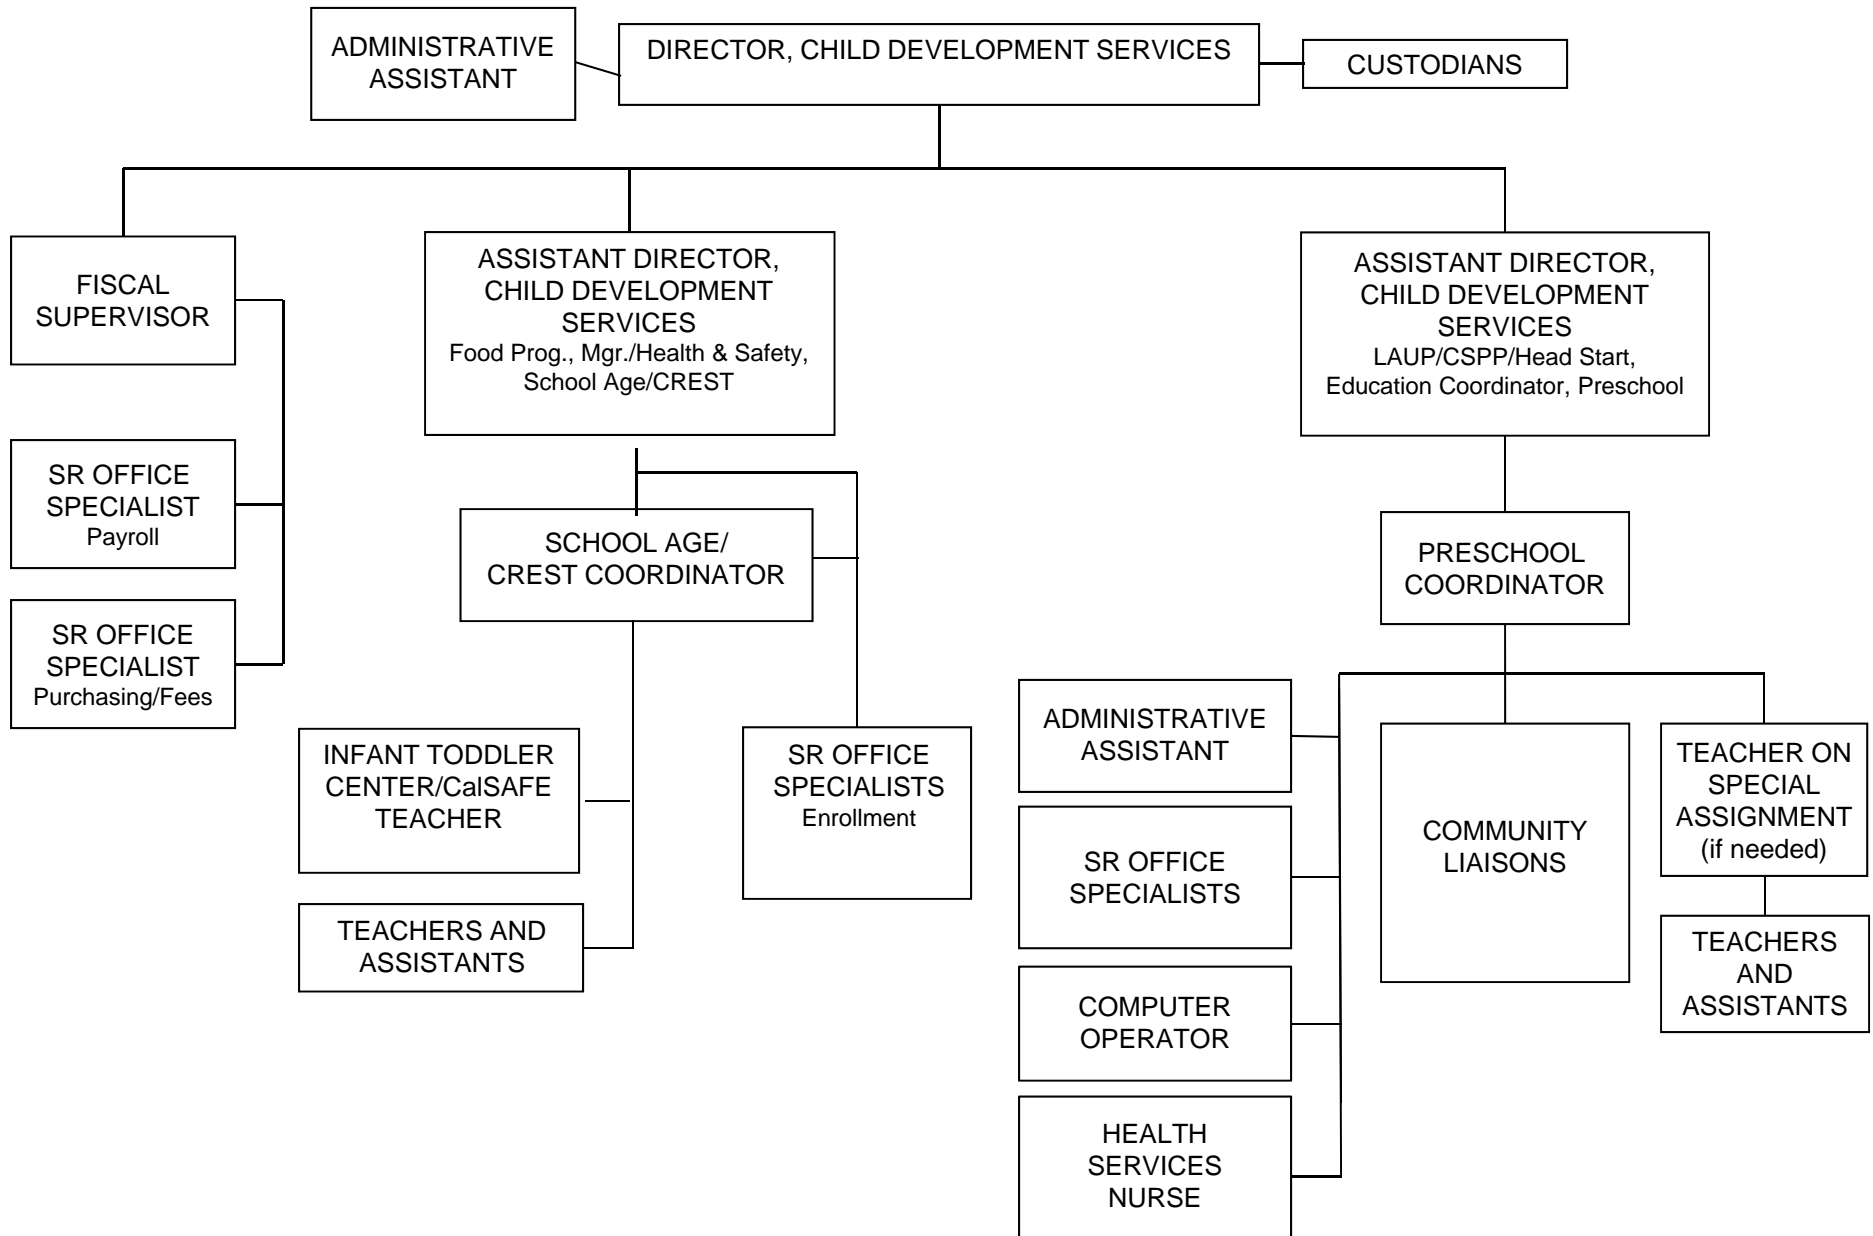 ADMINISTRATIVE
ASSISTANT
DIRECTOR, CHILD DEVELOPMENT SERVICES
CUSTODIANS
FISCAL
SUPERVISOR
SR OFFICE
SPECIALIST
Payroll
SR OFFICE
SPECIALIST
Purchasing/Fees
ASSISTANT DIRECTOR,
CHILD DEVELOPMENT
SERVICES
Food Prog., Mgr./Health & Safety,
School Age/CREST
SCHOOL AGE/
CREST COORDINATOR
INFANT TODDLER
CENTER/CalSAFE
TEACHER
TEACHERS AND
ASSISTANTS
SR OFFICE
SPECIALISTS
Enrollment
ASSISTANT DIRECTOR,
CHILD DEVELOPMENT
SERVICES
LAUP/CSPP/Head Start,
Education Coordinator, Preschool
PRESCHOOL
COORDINATOR
ADMINISTRATIVE
ASSISTANT
SR OFFICE
SPECIALISTS
COMPUTER
OPERATOR
HEALTH
SERVICES
NURSE
COMMUNITY
LIAISONS
TEACHER ON
SPECIAL
ASSIGNMENT
(if needed)
TEACHERS
AND
ASSISTANTS